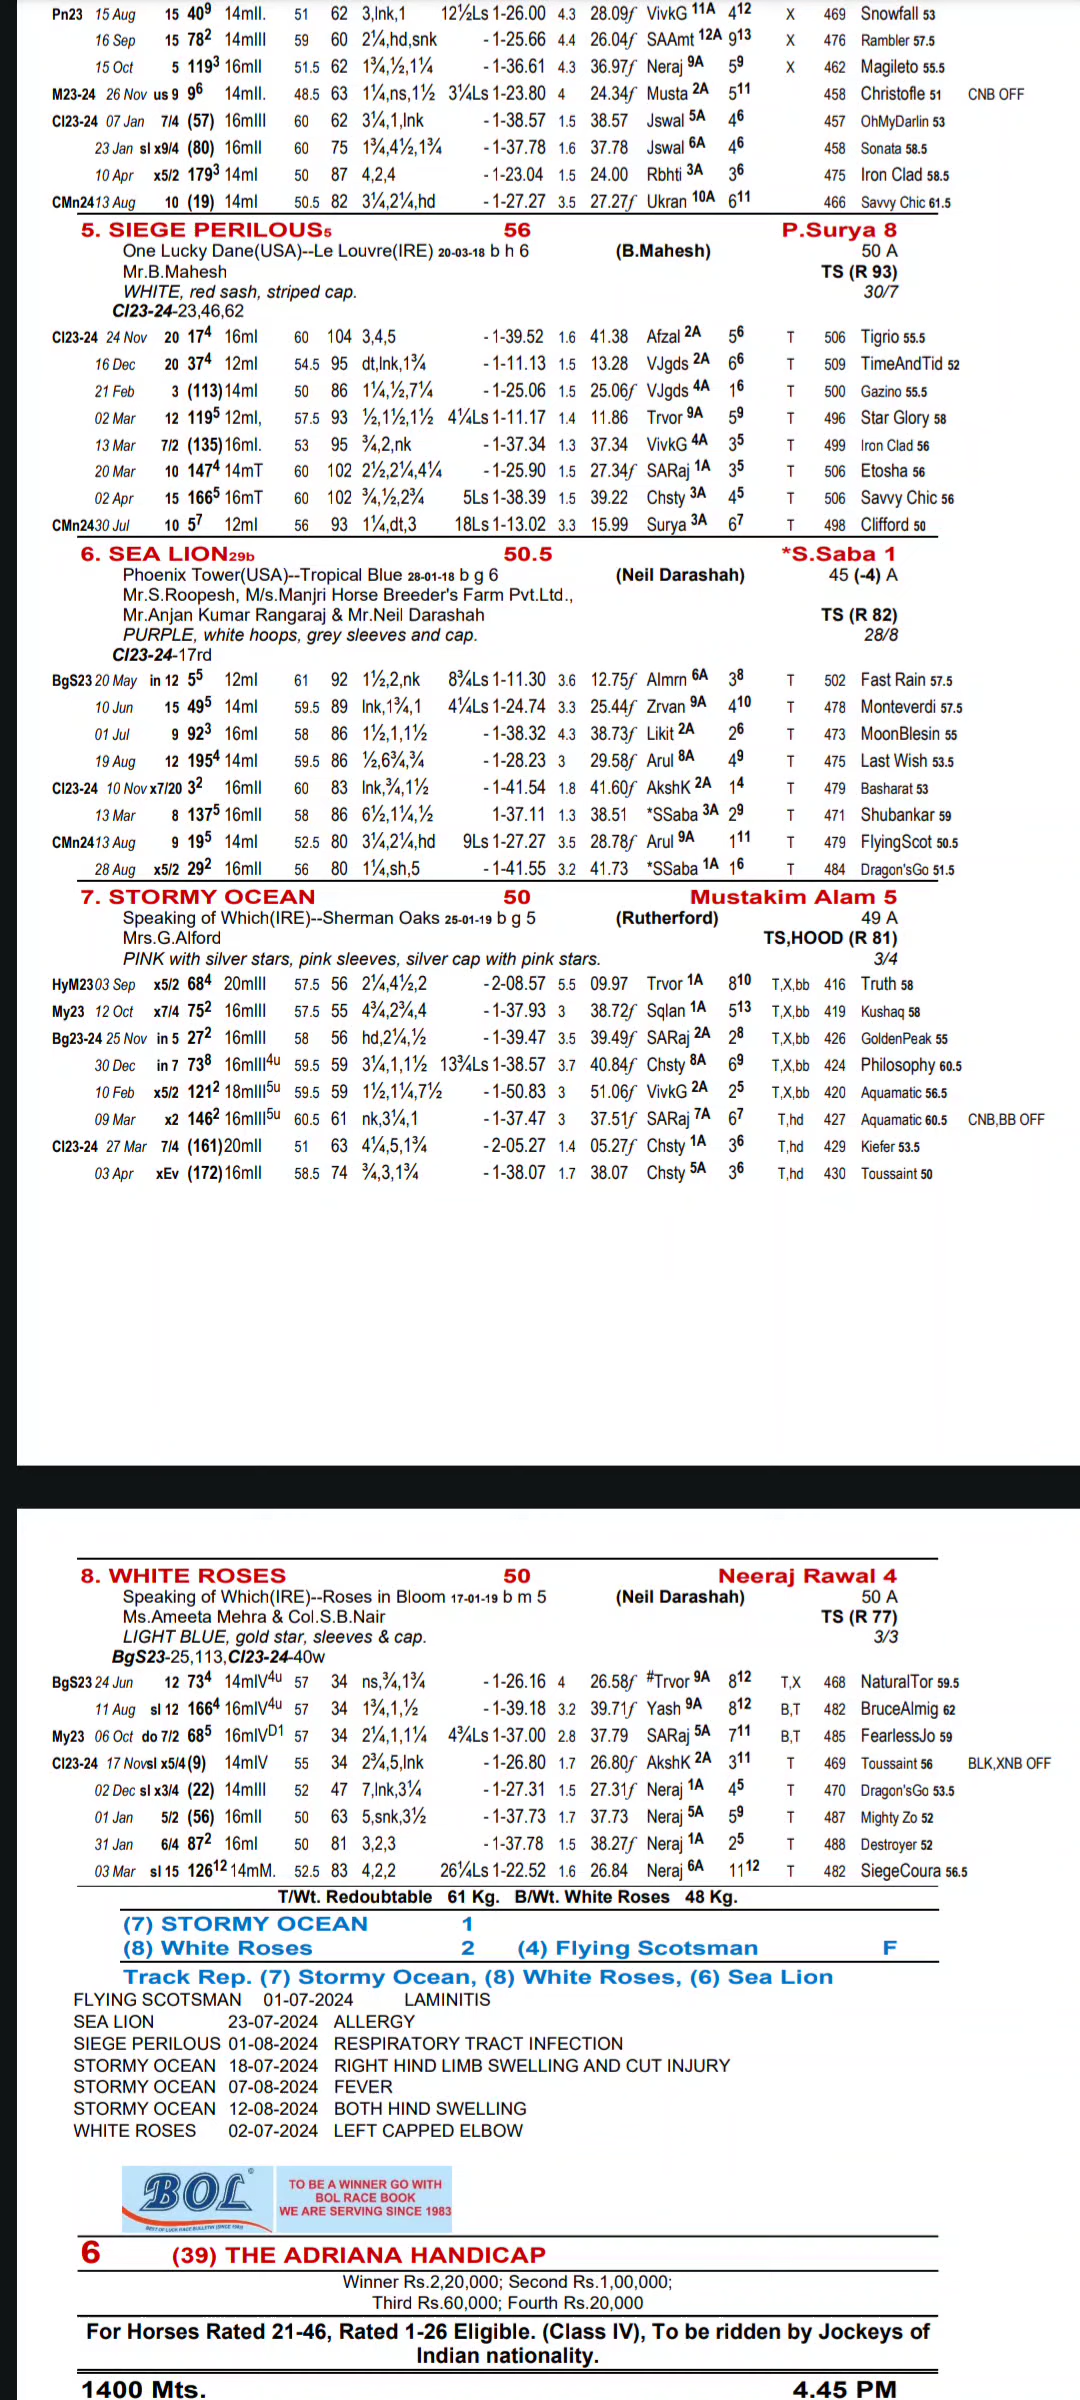 Pn23 15 Aug 15 40⁹ 14mII. 51 62 3,lnk,1 12½Ls 1-26.00 4.3 28.09f VivkG 11A 4¹² X 469 Snowfall 53
16 Sep 15 78² 14mIII 59 60 2¼,hd,snk - 1-25.66 4.4 26.04f SAAmt 12A 9¹³ X 476 Rambler 57.5
15 Oct 5 119³ 16mII 51.5 62 1¾,½,1¼ - 1-36.61 4.3 36.97f Neraj 9A 5⁹ X 462 Magileto 55.5
M23-24 26 Nov us 9 9⁶ 14mII. 48.5 63 1¼,ns,1½ 3¼Ls 1-23.80 4 24.34f Musta 2A 5¹¹ 458 Christofle 51 CNB OFF
Cl23-24 07 Jan 7/4 (57) 16mIII 60 62 3¼,1,lnk - 1-38.57 1.5 38.57 Jswal 5A 4⁶ 457 OhMyDarlin 53
23 Jan sl x9/4 (80) 16mII 60 75 1¾,4½,1¾ - 1-37.78 1.6 37.78 Jswal 6A 4⁶ 458 Sonata 58.5
10 Apr x5/2 179³ 14mI 50 87 4,2,4 - 1-23.04 1.5 24.00 Rbhti 3A 3⁶ 475 Iron Clad 58.5
CMn24 13 Aug 10 (19) 14mI 50.5 82 3¼,2¼,hd - 1-27.27 3.5 27.27f Ukran 10A 6¹¹ 466 Savvy Chic 61.5
5. SIEGE PERILOUS5 56 P.Surya 8
One Lucky Dane(USA)--Le Louvre(IRE) 20-03-18 b h 6 (B.Mahesh) 50 A
Mr.B.Mahesh TS (R 93)
WHITE, red sash, striped cap. 30/7
Cl23-24-23,46,62
Cl23-24 24 Nov 20 17⁴ 16mI 60 104 3,4,5 - 1-39.52 1.6 41.38 Afzal 2A 5⁶ T 506 Tigrio 55.5
16 Dec 20 37⁴ 12mI 54.5 95 dt,lnk,1¾ - 1-11.13 1.5 13.28 VJgds 2A 6⁶ T 509 TimeAndTid 52
21 Feb 3 (113) 14mI 50 86 1¼,½,7¼ - 1-25.06 1.5 25.06f VJgds 4A 1⁶ T 500 Gazino 55.5
02 Mar 12 119⁵ 12mI, 57.5 93 ½,1½,1½ 4¼Ls 1-11.17 1.4 11.86 Trvor 9A 5⁹ T 496 Star Glory 58
13 Mar 7/2 (135) 16mI. 53 95 ¾,2,nk - 1-37.34 1.3 37.34 VivkG 4A 3⁵ T 499 Iron Clad 56
20 Mar 10 147⁴ 14mT 60 102 2½,2¼,4¼ - 1-25.90 1.5 27.34f SARaj 1A 3⁵ T 506 Etosha 56
02 Apr 15 166⁵ 16mT 60 102 ¾,½,2¾ 5Ls 1-38.39 1.5 39.22 Chsty 3A 4⁵ T 506 Savvy Chic 56
CMn24 30 Jul 10 5⁷ 12mI 56 93 1¼,dt,3 18Ls 1-13.02 3.3 15.99 Surya 3A 6⁷ T 498 Clifford 50
6. SEA LION29b 50.5 *S.Saba 1
Phoenix Tower(USA)--Tropical Blue 28-01-18 b g 6 (Neil Darashah) 45 (-4) A
Mr.S.Roopesh, M/s.Manjri Horse Breeder's Farm Pvt.Ltd.,
Mr.Anjan Kumar Rangaraj & Mr.Neil Darashah TS (R 82)
PURPLE, white hoops, grey sleeves and cap. 28/8
Cl23-24-17rd
BgS23 20 May in 12 5⁵ 12mI 61 92 1½,2,nk 8¾Ls 1-11.30 3.6 12.75f Almrn 6A 3⁸ T 502 Fast Rain 57.5
10 Jun 15 49⁵ 14mI 59.5 89 lnk,1¾,1 4¼Ls 1-24.74 3.3 25.44f Zrvan 9A 4¹⁰ T 478 Monteverdi 57.5
01 Jul 9 92³ 16mI 58 86 1½,1,1½ - 1-38.32 4.3 38.73f Likit 2A 2⁶ T 473 MoonBlesin 55
19 Aug 12 195⁴ 14mI 59.5 86 ½,6¾,¾ - 1-28.23 3 29.58f Arul 8A 4⁹ T 475 Last Wish 53.5
Cl23-24 10 Nov x7/20 3² 16mII 60 83 lnk,¾,1½ - 1-41.54 1.8 41.60f AkshK 2A 1⁴ T 479 Basharat 53
13 Mar 8 137⁵ 16mII 58 86 6½,1¼,½ 1-37.11 1.3 38.51 *SSaba 3A 2⁹ T 471 Shubankar 59
CMn24 13 Aug 9 19⁵ 14mI 52.5 80 3¼,2¼,hd 9Ls 1-27.27 3.5 28.78f Arul 9A 1¹¹ T 479 FlyingScot 50.5
28 Aug x5/2 29² 16mII 56 80 1¼,sh,5 - 1-41.55 3.2 41.73 *SSaba 1A 1⁶ T 484 Dragon'sGo 51.5
7. STORMY OCEAN 50 Mustakim Alam 5
Speaking of Which(IRE)--Sherman Oaks 25-01-19 b g 5 (Rutherford) 49 A
Mrs.G.Alford TS,HOOD (R 81)
PINK with silver stars, pink sleeves, silver cap with pink stars. 3/4
HyM23 03 Sep x5/2 68⁴ 20mIII 57.5 56 2¼,4½,2 - 2-08.57 5.5 09.97 Trvor 1A 8¹⁰ T,X,bb 416 Truth 58
My23 12 Oct x7/4 75² 16mIII 57.5 55 4¾,2¾,4 - 1-37.93 3 38.72f Sqlan 1A 5¹³ T,X,bb 419 Kushaq 58
Bg23-24 25 Nov in 5 27² 16mIII 58 56 hd,2¼,½ - 1-39.47 3.5 39.49f SARaj 2A 2⁸ T,X,bb 426 GoldenPeak 55
30 Dec in 7 73⁸ 16mIII4u 59.5 59 3¼,1,1½ 13¾Ls 1-38.57 3.7 40.84f Chsty 8A 6⁹ T,X,bb 424 Philosophy 60.5
10 Feb x5/2 121² 18mIII5u 59.5 59 1½,1¼,7½ - 1-50.83 3 51.06f VivkG 2A 2⁵ T,X,bb 420 Aquamatic 56.5
09 Mar x2 146² 16mIII5u 60.5 61 nk,3¼,1 - 1-37.47 3 37.51f SARaj 7A 6⁷ T,hd 427 Aquamatic 60.5 CNB,BB OFF
Cl23-24 27 Mar 7/4 (161) 20mII 51 63 4¼,5,1¾ - 2-05.27 1.4 05.27f Chsty 1A 3⁶ T,hd 429 Kiefer 53.5
03 Apr xEv (172) 16mII 58.5 74 ¾,3,1¾ - 1-38.07 1.7 38.07 Chsty 5A 3⁶ T,hd 430 Toussaint 50
8. WHITE ROSES 50 Neeraj Rawal 4
Speaking of Which(IRE)--Roses in Bloom 17-01-19 b m 5 (Neil Darashah) 50 A
Ms.Ameeta Mehra & Col.S.B.Nair TS (R 77)
LIGHT BLUE, gold star, sleeves & cap. 3/3
BgS23-25,113,Cl23-24-40w
BgS23 24 Jun 12 73⁴ 14mIV4u 57 34 ns,¾,1¾ - 1-26.16 4 26.58f #Trvor 9A 8¹² T,X 468 NaturalTor 59.5
11 Aug sl 12 166⁴ 16mIV4u 57 34 1¾,1,½ - 1-39.18 3.2 39.71f Yash 9A 8¹² B,T 482 BruceAlmig 62
My23 06 Oct do 7/2 68⁵ 16mIVD1 57 34 2¼,1,1¼ 4¾Ls 1-37.00 2.8 37.79 SARaj 5A 7¹¹ B,T 485 FearlessJo 59
Cl23-24 17 Nov sl x5/4 (9) 14mIV 55 34 2¾,5,lnk - 1-26.80 1.7 26.80f AkshK 2A 3¹¹ T 469 Toussaint 56 BLK,XNB OFF
02 Dec sl x3/4 (22) 14mIII 52 47 7,lnk,3¼ - 1-27.31 1.5 27.31f Neraj 1A 4⁵ T 470 Dragon'sGo 53.5
01 Jan 5/2 (56) 16mII 50 63 5,snk,3½ - 1-37.73 1.7 37.73 Neraj 5A 5⁹ T 487 Mighty Zo 52
31 Jan 6/4 87² 16mI 50 81 3,2,3 - 1-37.78 1.5 38.27f Neraj 1A 2⁵ T 488 Destroyer 52
03 Mar sl 15 126¹² 14mM. 52.5 83 4,2,2 26¼Ls 1-22.52 1.6 26.84 Neraj 6A 11¹² T 482 SiegeCoura 56.5
T/Wt. Redoubtable 61 Kg. B/Wt. White Roses 48 Kg.
(7) STORMY OCEAN 1
(8) White Roses 2 (4) Flying Scotsman F
Track Rep. (7) Stormy Ocean, (8) White Roses, (6) Sea Lion
FLYING SCOTSMAN 01-07-2024 LAMINITIS
SEA LION 23-07-2024 ALLERGY
SIEGE PERILOUS 01-08-2024 RESPIRATORY TRACT INFECTION
STORMY OCEAN 18-07-2024 RIGHT HIND LIMB SWELLING AND CUT INJURY
STORMY OCEAN 07-08-2024 FEVER
STORMY OCEAN 12-08-2024 BOTH HIND SWELLING
WHITE ROSES 02-07-2024 LEFT CAPPED ELBOW
BOL ®
BEST OF LUCK RACE BULLETIN (SINCE 1983)
TO BE A WINNER GO WITH
BOL RACE BOOK
WE ARE SERVING SINCE 1983
6 (39) THE ADRIANA HANDICAP
Winner Rs.2,20,000; Second Rs.1,00,000;
Third Rs.60,000; Fourth Rs.20,000
For Horses Rated 21-46, Rated 1-26 Eligible. (Class IV), To be ridden by Jockeys of
Indian nationality.
1400 Mts. 4.45 PM